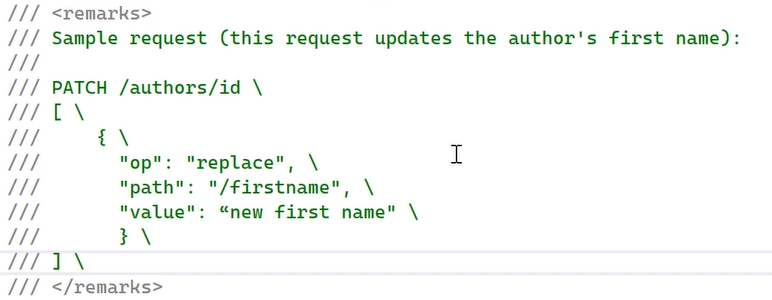 /// <remarks>
/// Sample request (this request updates the author's first name):
///
/// PATCH /authors/id \
/// [ \
///     { \
///       "op": "replace", \
///       "path": "/firstname", \
///       "value": “new first name" \
///       } \
/// ] \
/// </remarks>